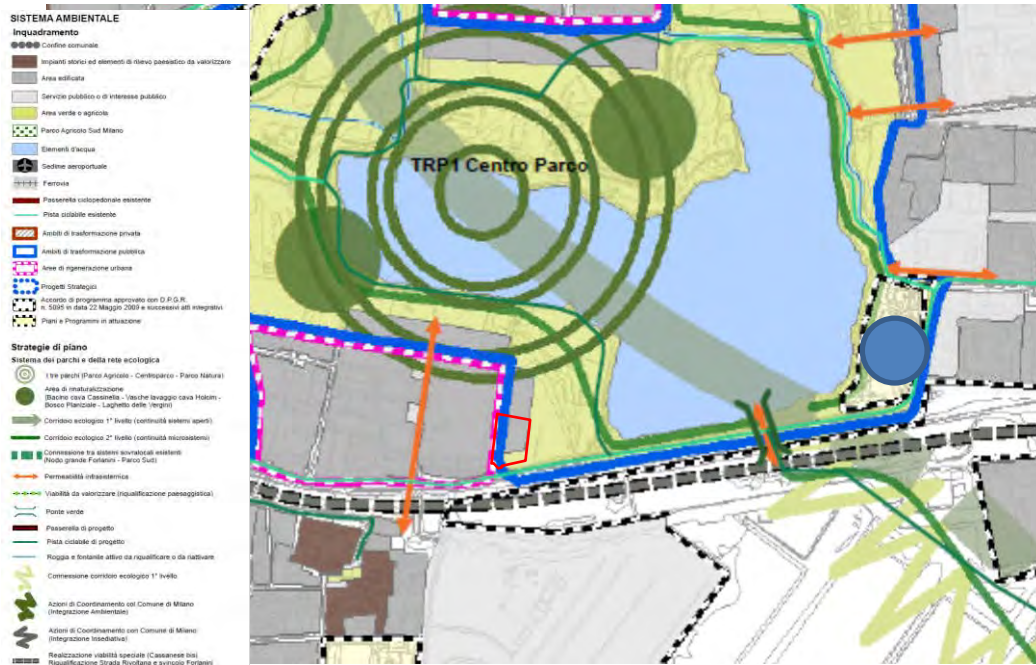 SISTEMA AMBIENTALE
Inquadramento
Confine comunale
Impianti storici ed elementi di rilievo paesistico da valorizzare
Area edificata
Servizio pubblico o di interesse pubblico
Area verde o agricola
Parco Agricolo Sud Milano
Elementi d'acqua
Sedime aeroportuale
Ferrovia
Passerella ciclopedonale esistente
Pista ciclabile esistente
Ambiti di trasformazione privata
Ambiti di trasformazione pubblica
Aree di rigenerazione urbana
Progetti Strategici
Accordo di programma approvato con D.P.G.R.
n. 5095 in data 22 Maggio 2009 e successivi atti integrativi
Piani e Programmi in attuazione
Strategie di piano
Sistema dei parchi e della rete ecologica
I tre parchi (Parco Agricolo - Centroparco - Parco Natura)
Area di rinaturalizzazione
(Bacino cava Cassinella - Vasche lavaggio cava Holcim -
Bosco Planiziale - Laghetto delle Vergini)
Corridoio ecologico 1° livello (continuità sistemi aperti)
Corridoio ecologico 2° livello (continuità microsistemi)
Connessione tra sistemi sovralocali esistenti
(Nodo grande Forlanini - Parco Sud)
Permeabilità infrasistemica
Viabilità da valorizzare (riqualificazione paesaggistica)
Ponte verde
Passerella di progetto
Pista ciclabile di progetto
Roggia e fontanile attivo da riqualificare o da riattivare
Connessione corridoio ecologico 1° livello
Azioni di Coordinamento col Comune di Milano
(Integrazione Ambientale)
Azioni di Coordinamento con Comune di Milano
(Integrazione Insediativa)
Realizzazione viabilità speciale (Cassanese bis)
Riqualificazione Strada Rivoltana e svincolo Forlanini
TRP1 Centro Parco